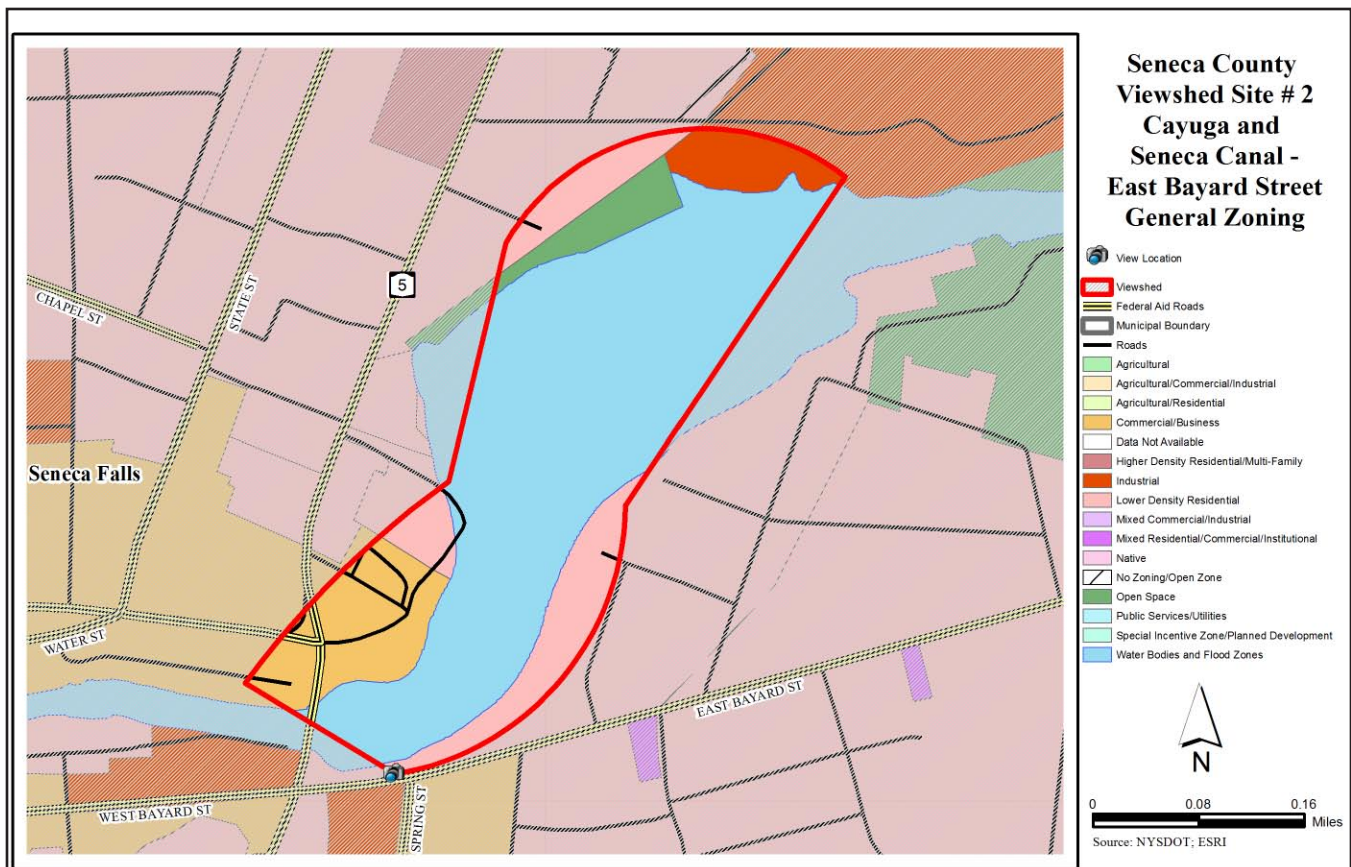 Seneca County
Viewshed Site # 2
Cayuga and
Seneca Canal -
East Bayard Street
General Zoning
View Location
Viewshed
Federal Aid Roads
Municipal Boundary
Roads
Agricultural
Agricultural/Commercial/Industrial
Agricultural/Residential
Commercial/Business
Data Not Available
Higher Density Residential/Multi-Family
Industrial
Lower Density Residential
Mixed Commercial/Industrial
Mixed Residential/Commercial/Institutional
Native
No Zoning/Open Zone
Open Space
Public Services/Utilities
Special Incentive Zone/Planned Development
Water Bodies and Flood Zones
N
0 0.08 0.16
Miles
Source: NYSDOT; ESRI
5
CHAPEL ST
STATE ST
Seneca Falls
WATER ST
EAST BAYARD ST
WEST BAYARD ST
SPRING ST